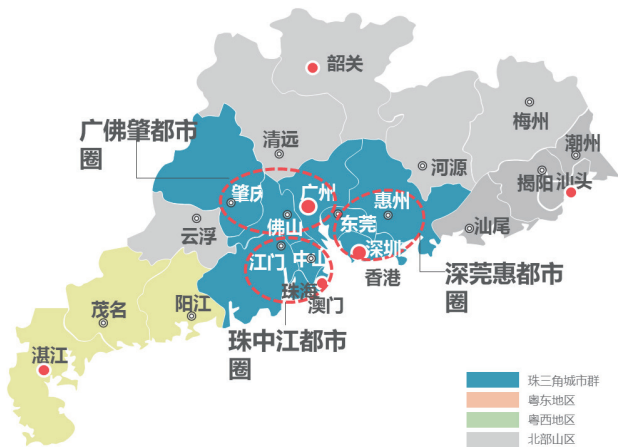 韶关
广佛肇都市
圈
清远
梅州
潮州
河源
揭阳
汕头
肇庆
广州
惠州
云浮
佛山
东莞
汕尾
江门
中山
深圳
香港
深莞惠都市
圈
珠海
澳门
阳江
茂名
珠中江都市
圈
湛江
珠三角城市群
粤东地区
粤西地区
北部山区